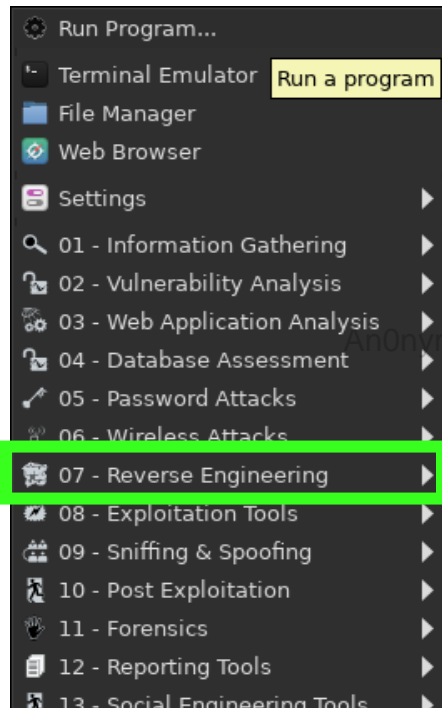 Run Program...
Terminal Emulator
Run a program
File Manager
Web Browser
Settings
01 - Information Gathering
02 - Vulnerability Analysis
03 - Web Application Analysis
04 - Database Assessment
05 - Password Attacks
06 - Wireless Attacks
07 - Reverse Engineering
08 - Exploitation Tools
09 - Sniffing & Spoofing
10 - Post Exploitation
11 - Forensics
12 - Reporting Tools
13 - Social Engineering Tools